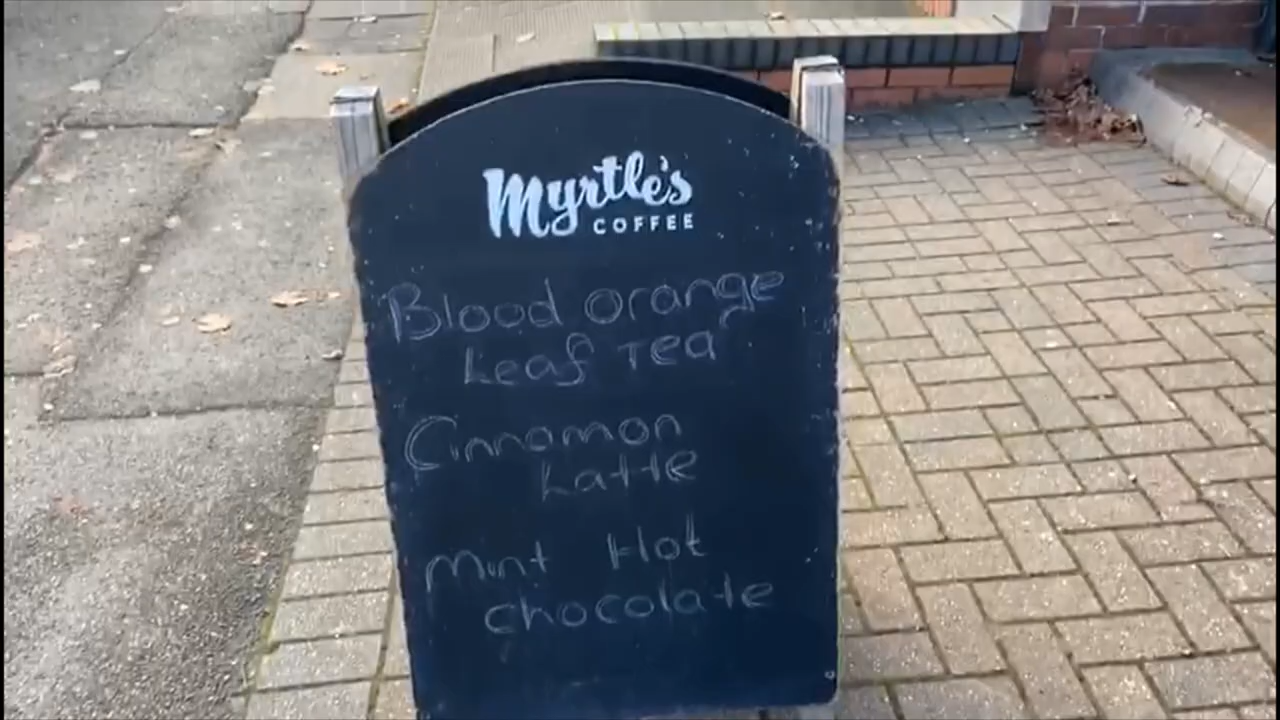 Myrtle's
COFFEE
Blood orange
Leaf Tea
Cinnamon
Latte
Mint Hot
chocolate